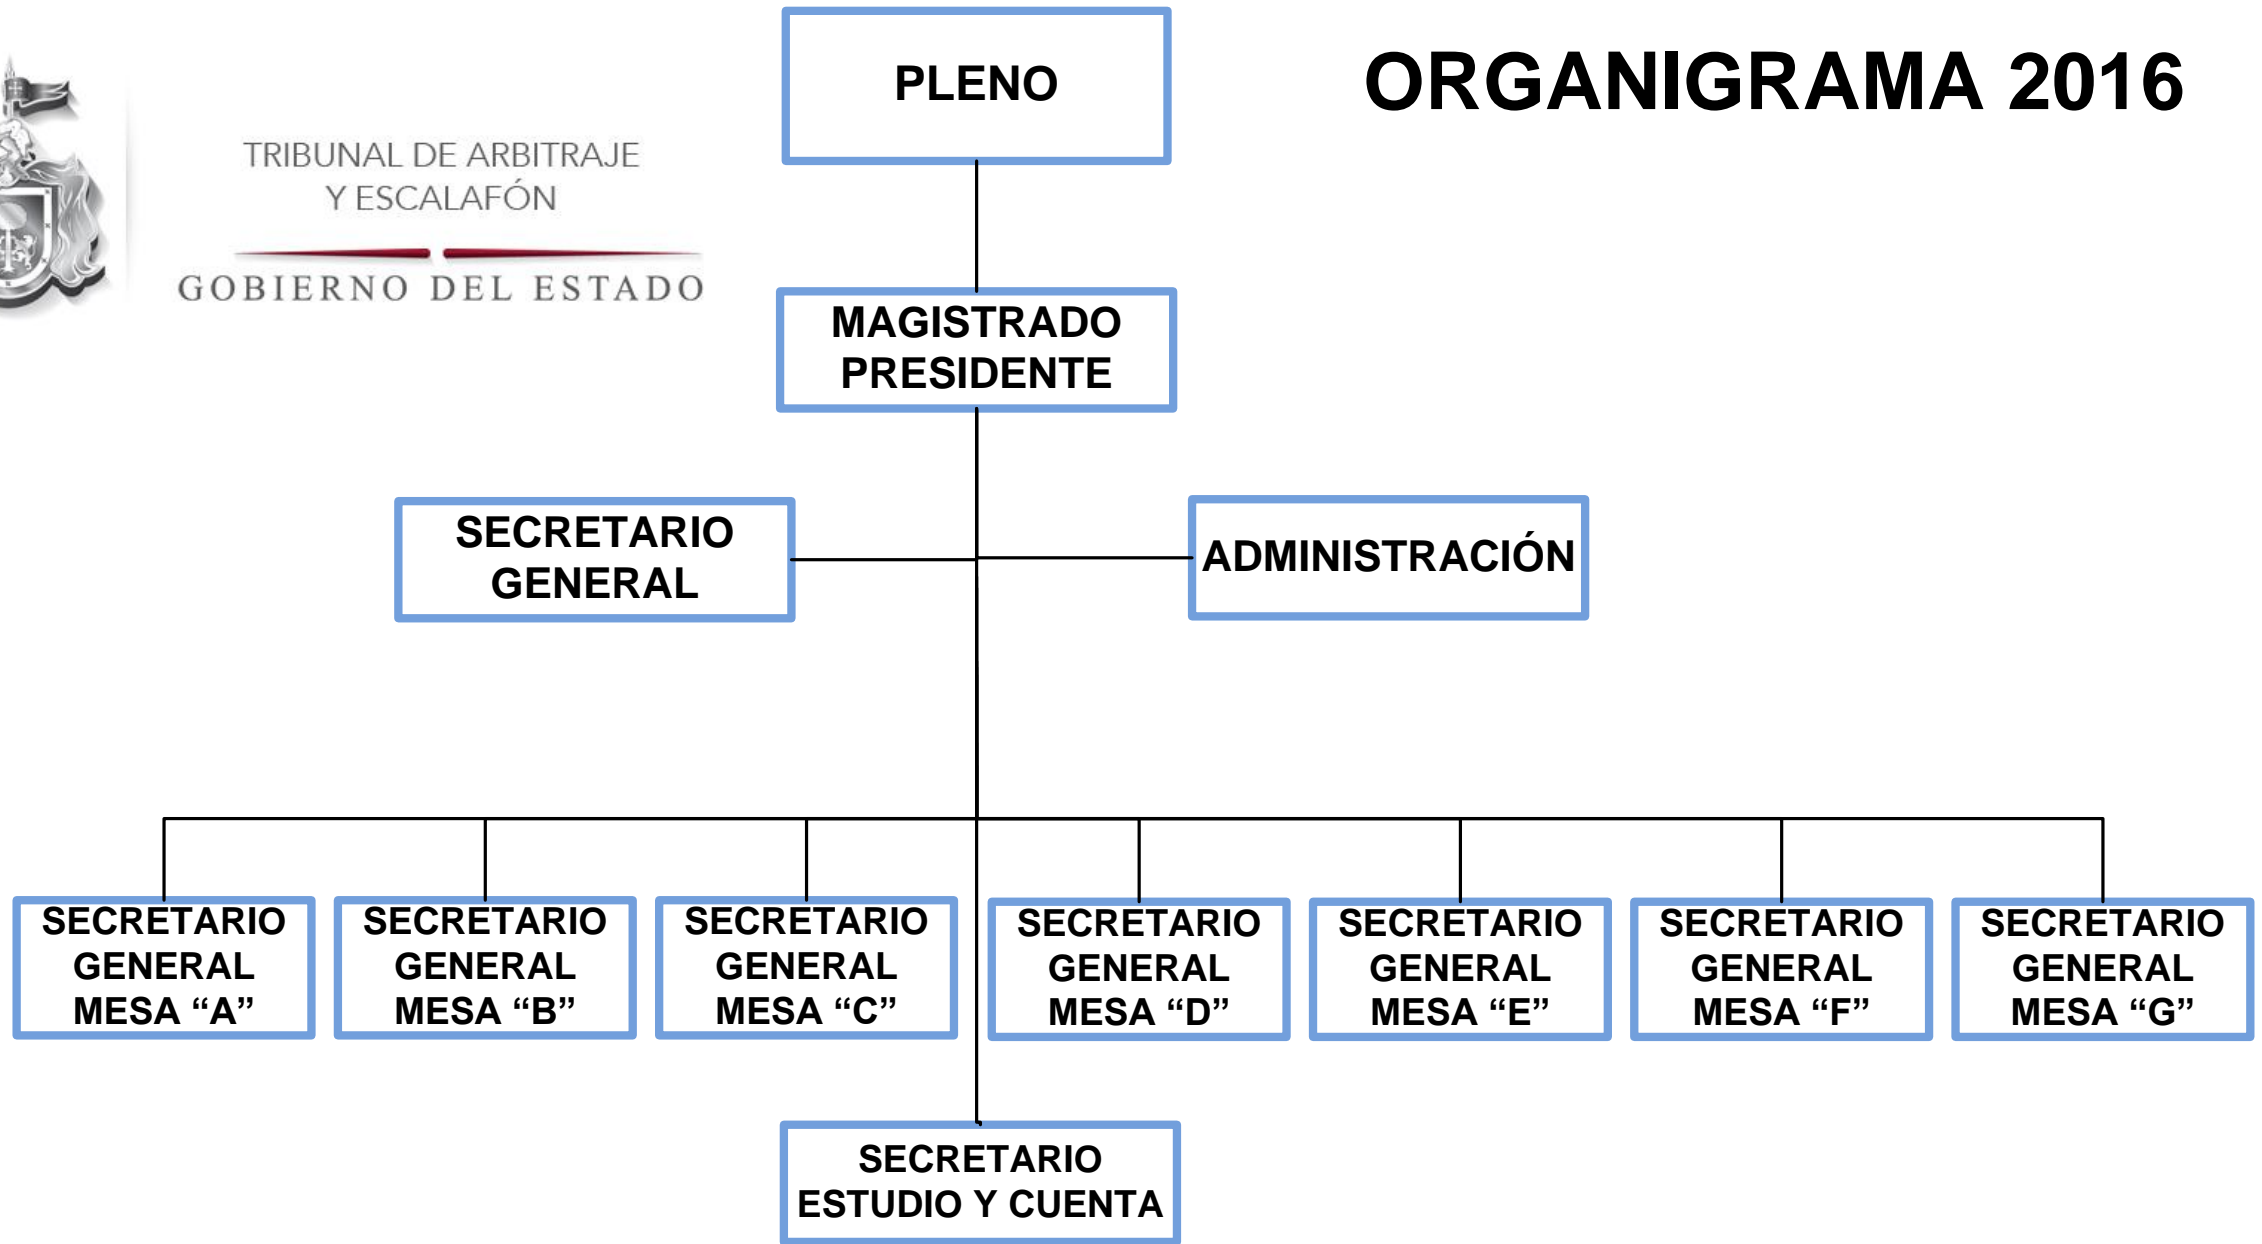 PLENO
ORGANIGRAMA 2016
TRIBUNAL DE ARBITRAJE
Y ESCALAFÓN
GOBIERNO DEL ESTADO
MAGISTRADO
PRESIDENTE
SECRETARIO
GENERAL
ADMINISTRACIÓN
SECRETARIO
GENERAL
MESA “A”
SECRETARIO
GENERAL
MESA “B”
SECRETARIO
GENERAL
MESA “C”
SECRETARIO
GENERAL
MESA “D”
SECRETARIO
GENERAL
MESA “E”
SECRETARIO
GENERAL
MESA “F”
SECRETARIO
GENERAL
MESA “G”
SECRETARIO
ESTUDIO Y CUENTA